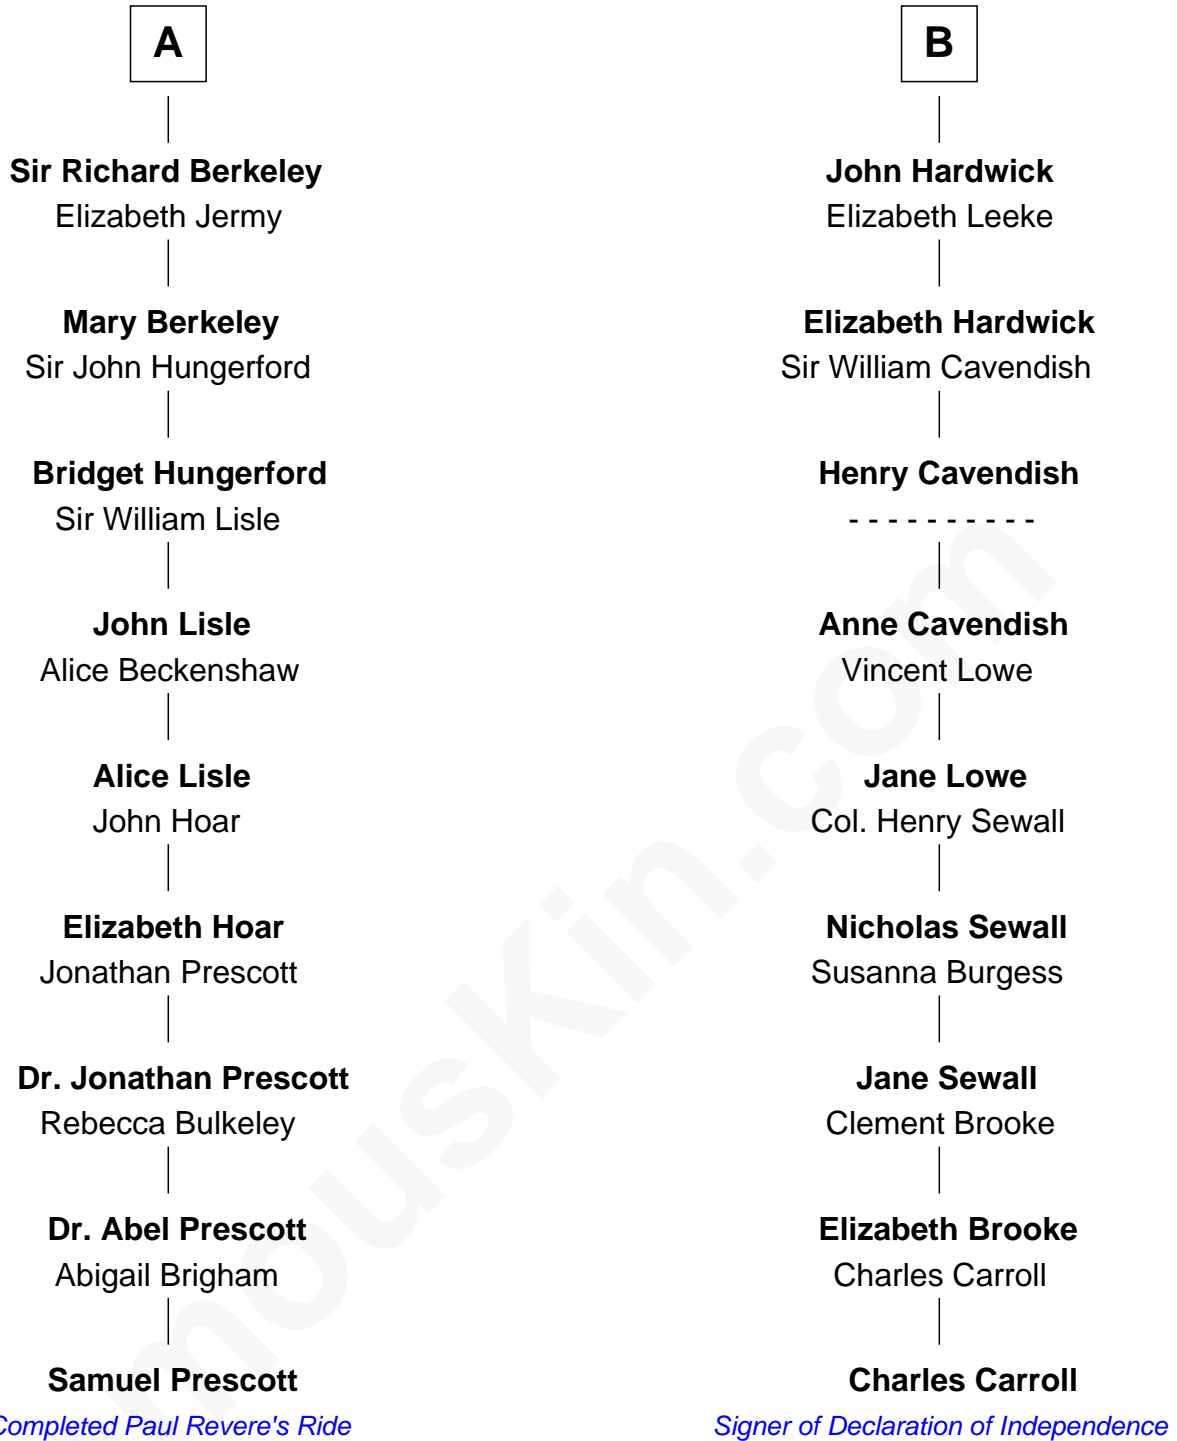 A
Sir Richard Berkeley
Elizabeth Jermy
Mary Berkeley
Sir John Hungerford
Bridget Hungerford
Sir William Lisle
John Lisle
Alice Beckenshaw
Alice Lisle
John Hoar
Elizabeth Hoar
Jonathan Prescott
Dr. Jonathan Prescott
Rebecca Bulkeley
Dr. Abel Prescott
Abigail Brigham
Samuel Prescott
Completed Paul Revere's Ride
B
John Hardwick
Elizabeth Leeke
Elizabeth Hardwick
Sir William Cavendish
Henry Cavendish
- - - - - - - - - -
Anne Cavendish
Vincent Lowe
Jane Lowe
Col. Henry Sewall
Nicholas Sewall
Susanna Burgess
Jane Sewall
Clement Brooke
Elizabeth Brooke
Charles Carroll
Charles Carroll
Signer of Declaration of Independence
mousKin.com